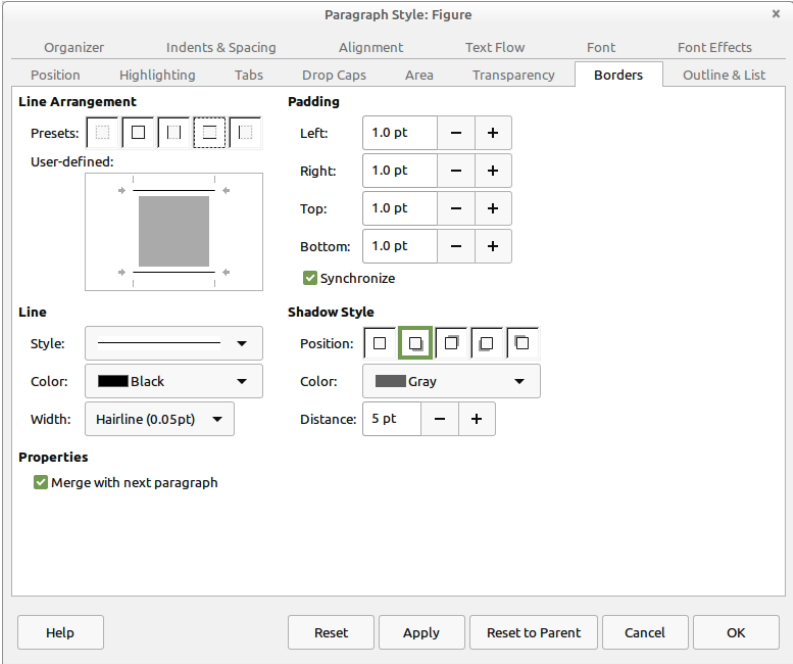 Paragraph Style: Figure
Organizer Indents & Spacing Alignment Text Flow Font Font Effects
Position Highlighting Tabs Drop Caps Area Transparency Borders Outline & List
Line Arrangement
Presets:
User-defined:
Padding
Left: 1.0 pt
Right: 1.0 pt
Top: 1.0 pt
Bottom: 1.0 pt
Synchronize
Line
Style:
Color: Black
Width: Hairline (0.05pt)
Shadow Style
Position:
Color: Gray
Distance: 5 pt
Properties
Merge with next paragraph
Help Reset Apply Reset to Parent Cancel OK